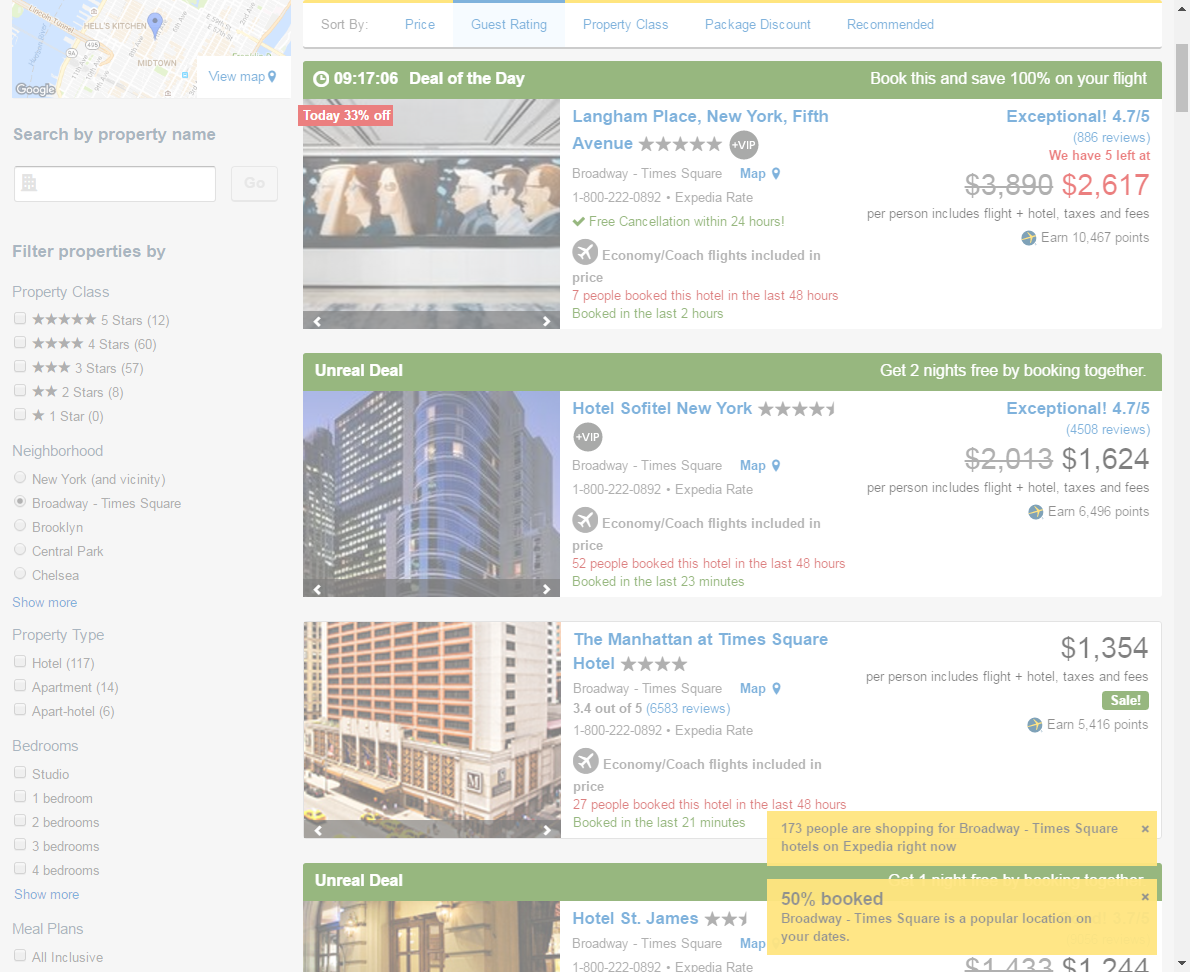 Lincoln Tunnel
HELL'S KITCHEN
495
9A
MIDTOWN
Google
View map
Search by property name
Go
Filter properties by
Property Class
5 Stars (12)
4 Stars (60)
3 Stars (57)
2 Stars (8)
1 Star (0)
Neighborhood
New York (and vicinity)
Broadway - Times Square
Brooklyn
Central Park
Chelsea
Show more
Property Type
Hotel (117)
Apartment (14)
Apart-hotel (6)
Bedrooms
Studio
1 bedroom
2 bedrooms
3 bedrooms
4 bedrooms
Show more
Meal Plans
All Inclusive
Sort By: Price Guest Rating Property Class Package Discount Recommended
09:17:06 Deal of the Day Book this and save 100% on your flight
Today 33% off
Langham Place, New York, Fifth
Avenue +VIP
Broadway - Times Square Map
1-800-222-0892 • Expedia Rate
Free Cancellation within 24 hours!
Economy/Coach flights included in
price
7 people booked this hotel in the last 48 hours
Booked in the last 2 hours
Exceptional! 4.7/5
(886 reviews)
We have 5 left at
$3,890 $2,617
per person includes flight + hotel, taxes and fees
Earn 10,467 points
Unreal Deal Get 2 nights free by booking together.
Hotel Sofitel New York
+VIP
Broadway - Times Square Map
1-800-222-0892 • Expedia Rate
Economy/Coach flights included in
price
52 people booked this hotel in the last 48 hours
Booked in the last 23 minutes
Exceptional! 4.7/5
(4508 reviews)
$2,013 $1,624
per person includes flight + hotel, taxes and fees
Earn 6,496 points
The Manhattan at Times Square
Hotel
Broadway - Times Square Map
3.4 out of 5 (6583 reviews)
1-800-222-0892 • Expedia Rate
Economy/Coach flights included in
price
27 people booked this hotel in the last 48 hours
Booked in the last 21 minutes
$1,354
per person includes flight + hotel, taxes and fees
Sale!
Earn 5,416 points
173 people are shopping for Broadway - Times Square
hotels on Expedia right now
Unreal Deal Get 1 night free by booking together.
50% booked
Broadway - Times Square is a popular location on
your dates.
Hotel St. James
Broadway - Times Square Map
1-800-222-0892 • Expedia Rate
$1,433 $1,244